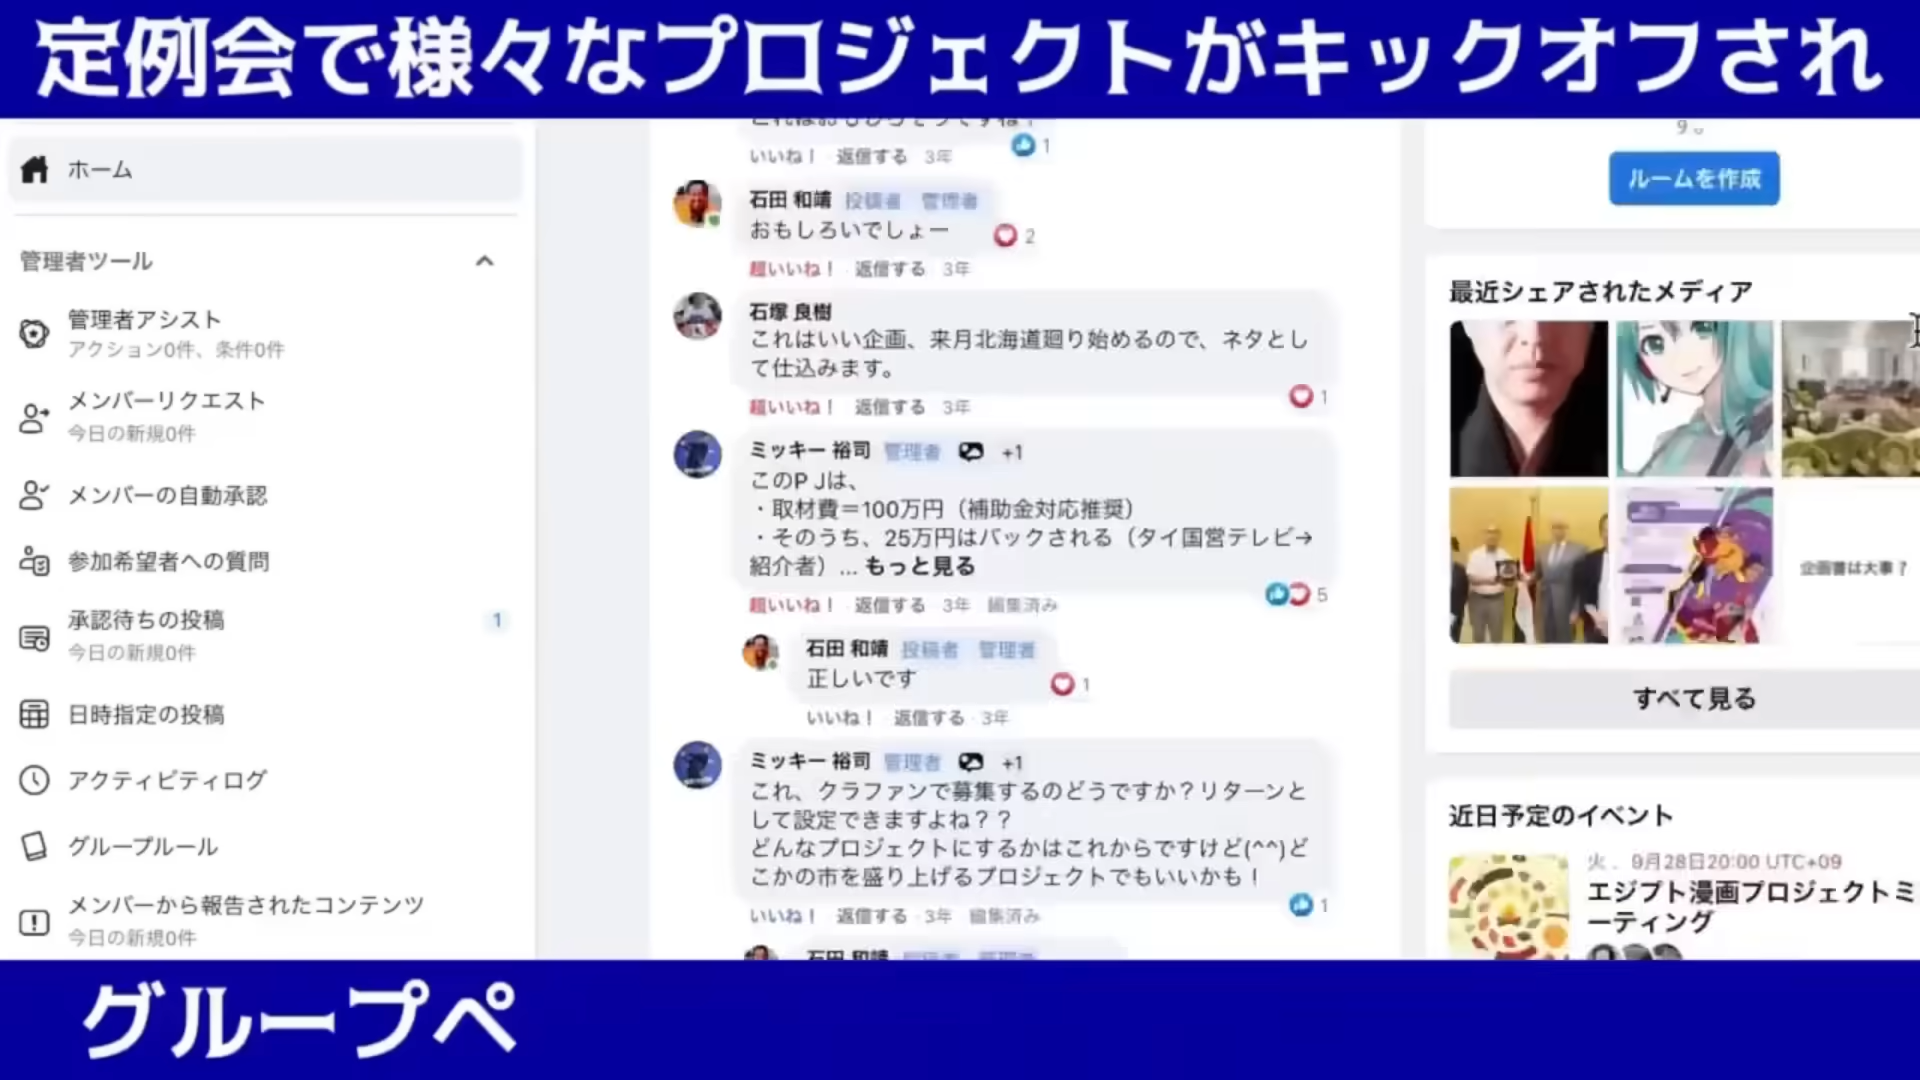 定例会で様々なプロジェクトがキックオフされ
ホーム
管理者ツール
管理者アシスト
アクション0件、条件0件
メンバーリクエスト
今日の新規0件
メンバーの自動承認
参加希望者への質問
承認待ちの投稿
1
今日の新規0件
日時指定の投稿
アクティビティログ
グループルール
メンバーから報告されたコンテンツ
今日の新規0件
いいね！ 返信する 3年
1
石田 和靖 投稿者 管理者
おもしろいでしょー
2
超いいね！ 返信する 3年
石塚 良樹
これはいい企画、来月北海道廻り始めるので、ネタとし
て仕込みます。
1
超いいね！ 返信する 3年
ミッキー 裕司 管理者 +1
このPJは、
・取材費＝100万円（補助金対応推奨）
・そのうち、25万円はバックされる（タイ国営テレビ→
紹介者）... もっと見る
5
超いいね！ 返信する 3年 編集済み
石田 和靖 投稿者 管理者
正しいです
1
いいね！ 返信する 3年
ミッキー 裕司 管理者 +1
これ、クラファンで募集するのどうですか？リターンと
して設定できますよね？？
どんなプロジェクトにするかはこれからですけど(^^)ど
こかの市を盛り上げるプロジェクトでもいいかも！
1
いいね！ 返信する 3年 編集済み
石田 和靖
ルームを作成
最近シェアされたメディア
企画書は大事？
すべて見る
近日予定のイベント
火 、9月28日20:00 UTC+09
エジプト漫画プロジェクトミ
ーティング
グループペ